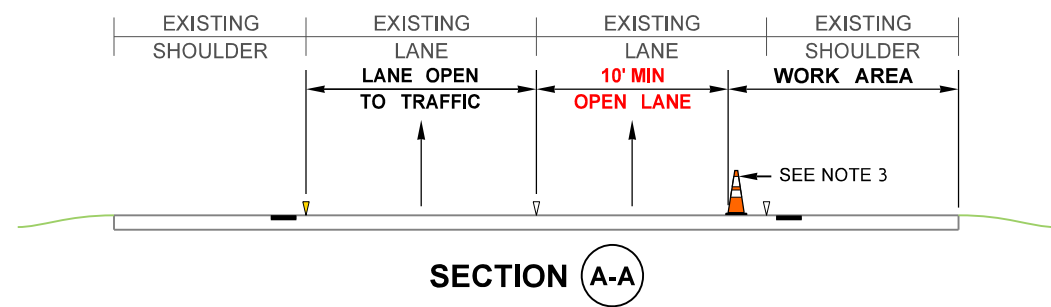 EXISTING EXISTING EXISTING EXISTING
SHOULDER LANE LANE SHOULDER
LANE OPEN 10' MIN WORK AREA
TO TRAFFIC OPEN LANE
SEE NOTE 3
SECTION A-A